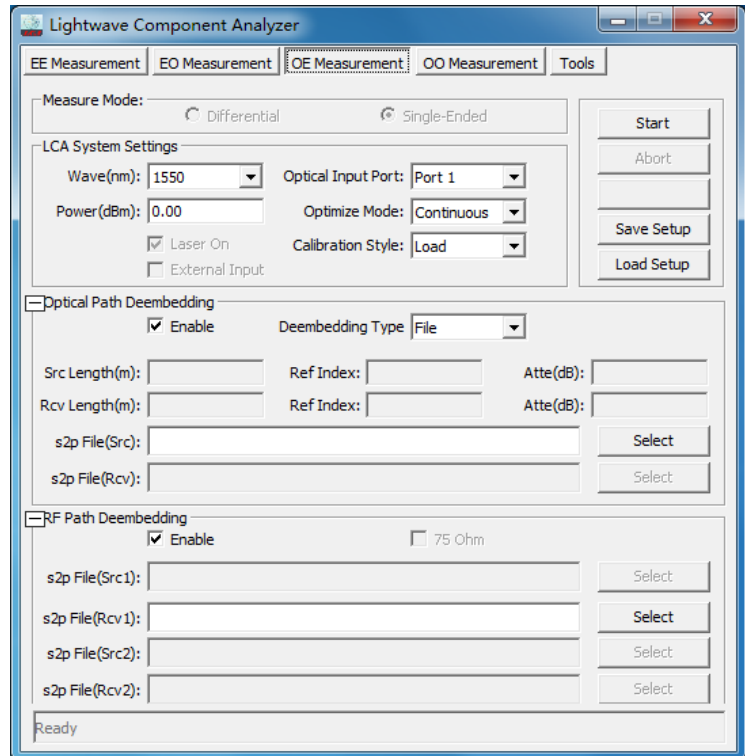 Lightwave Component Analyzer
EE Measurement EO Measurement OE Measurement OO Measurement Tools
Measure Mode:
Differential Single-Ended
Start
LCA System Settings
Abort
Wave(nm): 1550 Optical Input Port: Port 1
Power(dBm): 0.00 Optimize Mode: Continuous
Save Setup
Laser On Calibration Style: Load
External Input
Load Setup
Optical Path Deembedding
Enable Deembedding Type File
Src Length(m): Ref Index: Atte(dB):
Rcv Length(m): Ref Index: Atte(dB):
s2p File(Src): Select
s2p File(Rcv): Select
RF Path Deembedding
Enable 75 Ohm
s2p File(Src1): Select
s2p File(Rcv1): Select
s2p File(Src2): Select
s2p File(Rcv2): Select
Ready